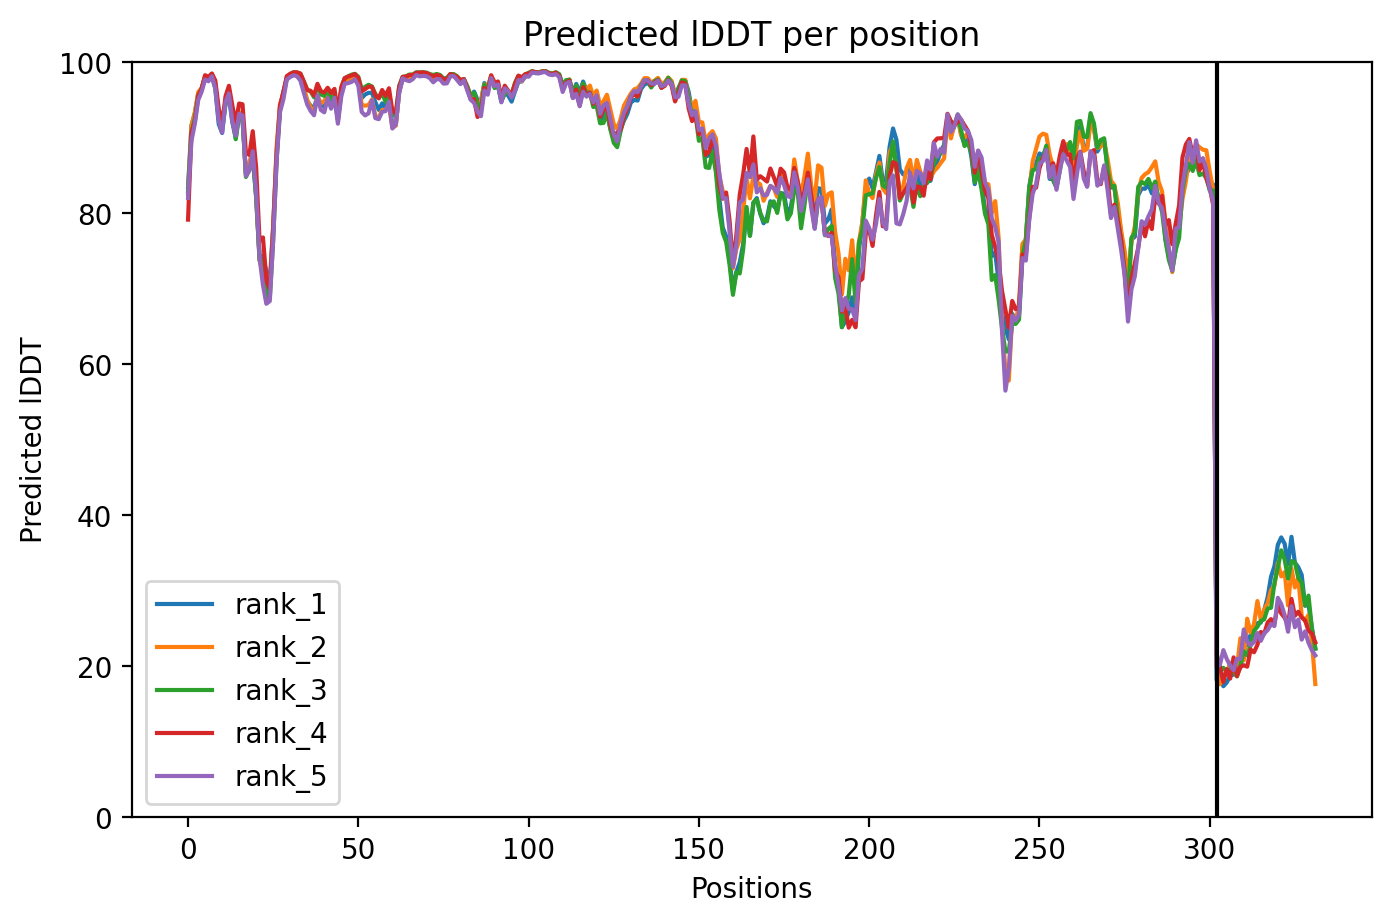 Predicted lDDT per position
100
80
60
40
20
0
Predicted lDDT
rank_1
rank_2
rank_3
rank_4
rank_5
0 50 100 150 200 250 300
Positions